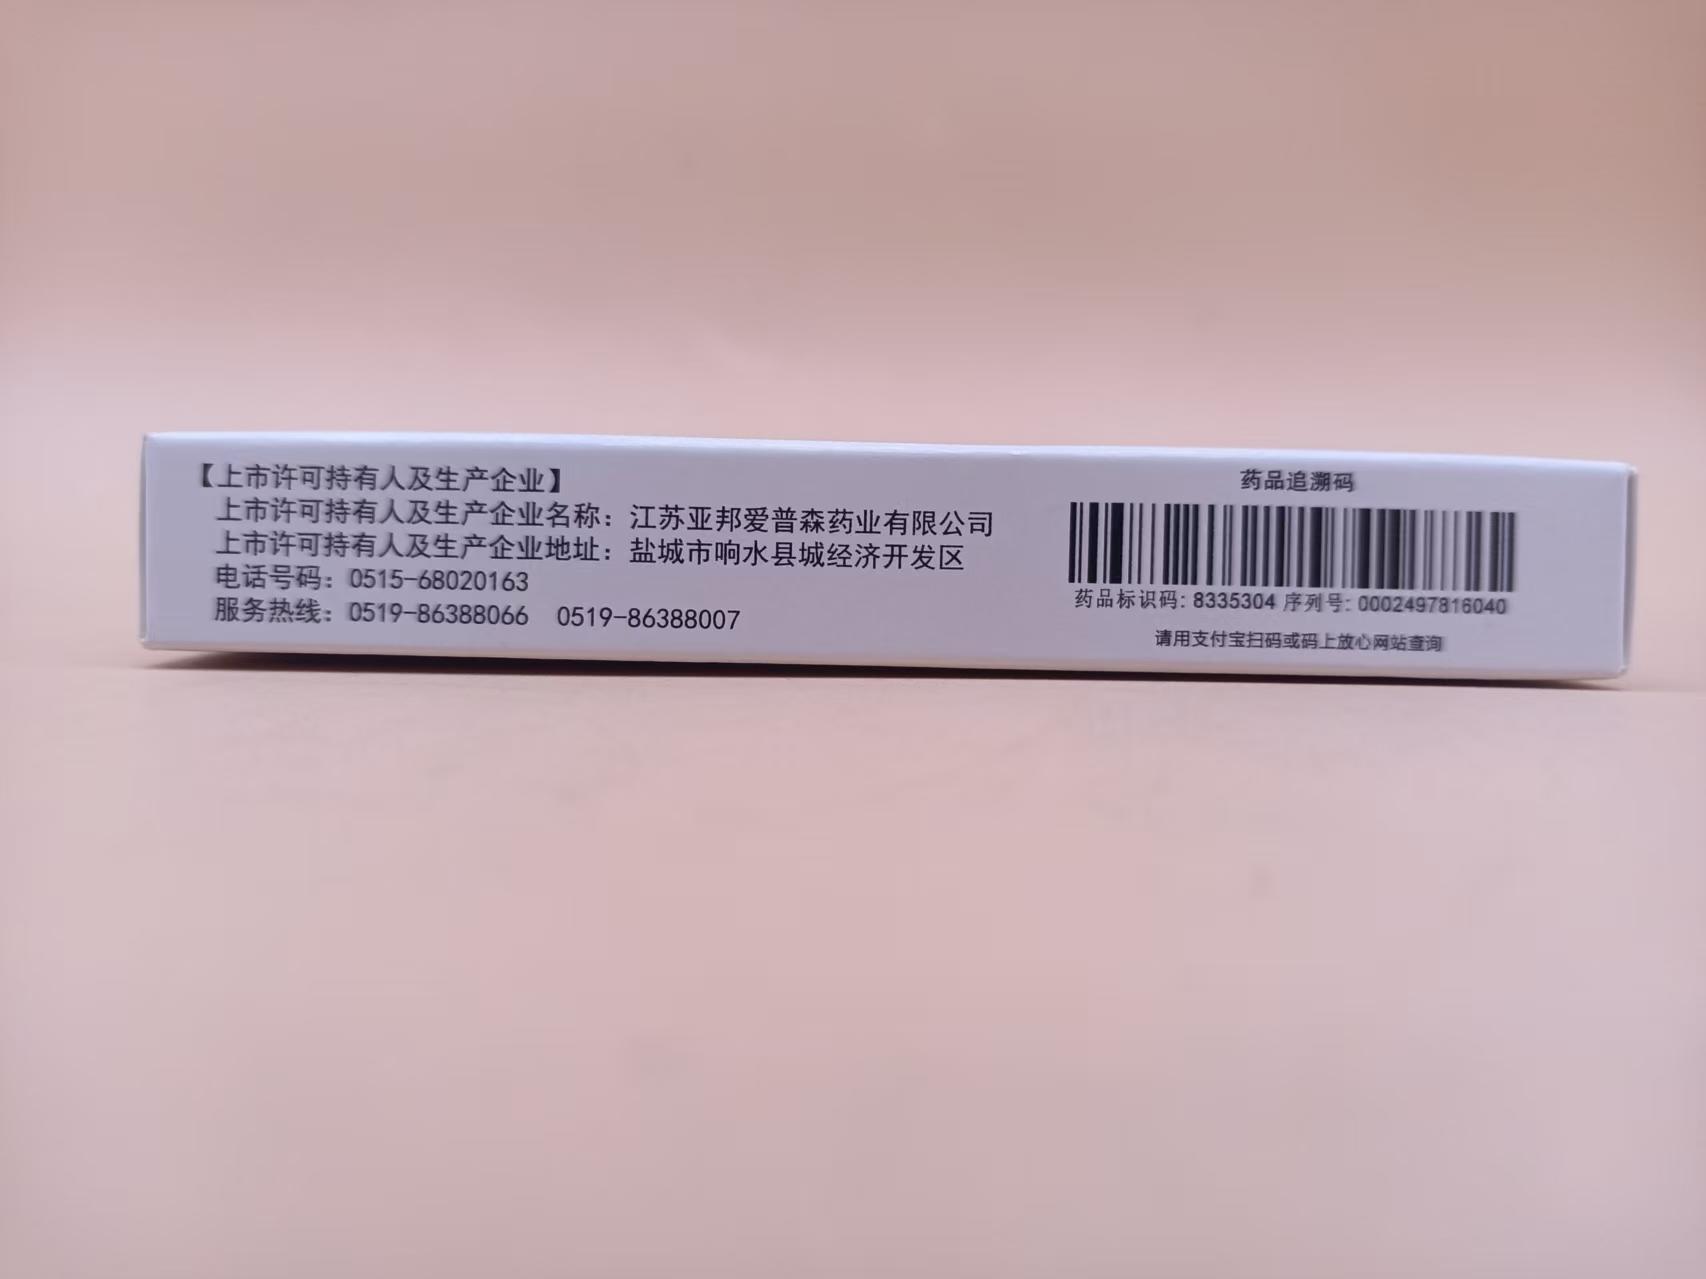 【上市许可持有人及生产企业】
上市许可持有人及生产企业名称：江苏亚邦爱普森药业有限公司
上市许可持有人及生产企业地址：盐城市响水县城经济开发区
电话号码：0515-68020163
服务热线：0519-86388066 0519-86388007
药品追溯码
药品标识码：8335304 序列号：0002497816040
请用支付宝扫码或码上放心网站查询